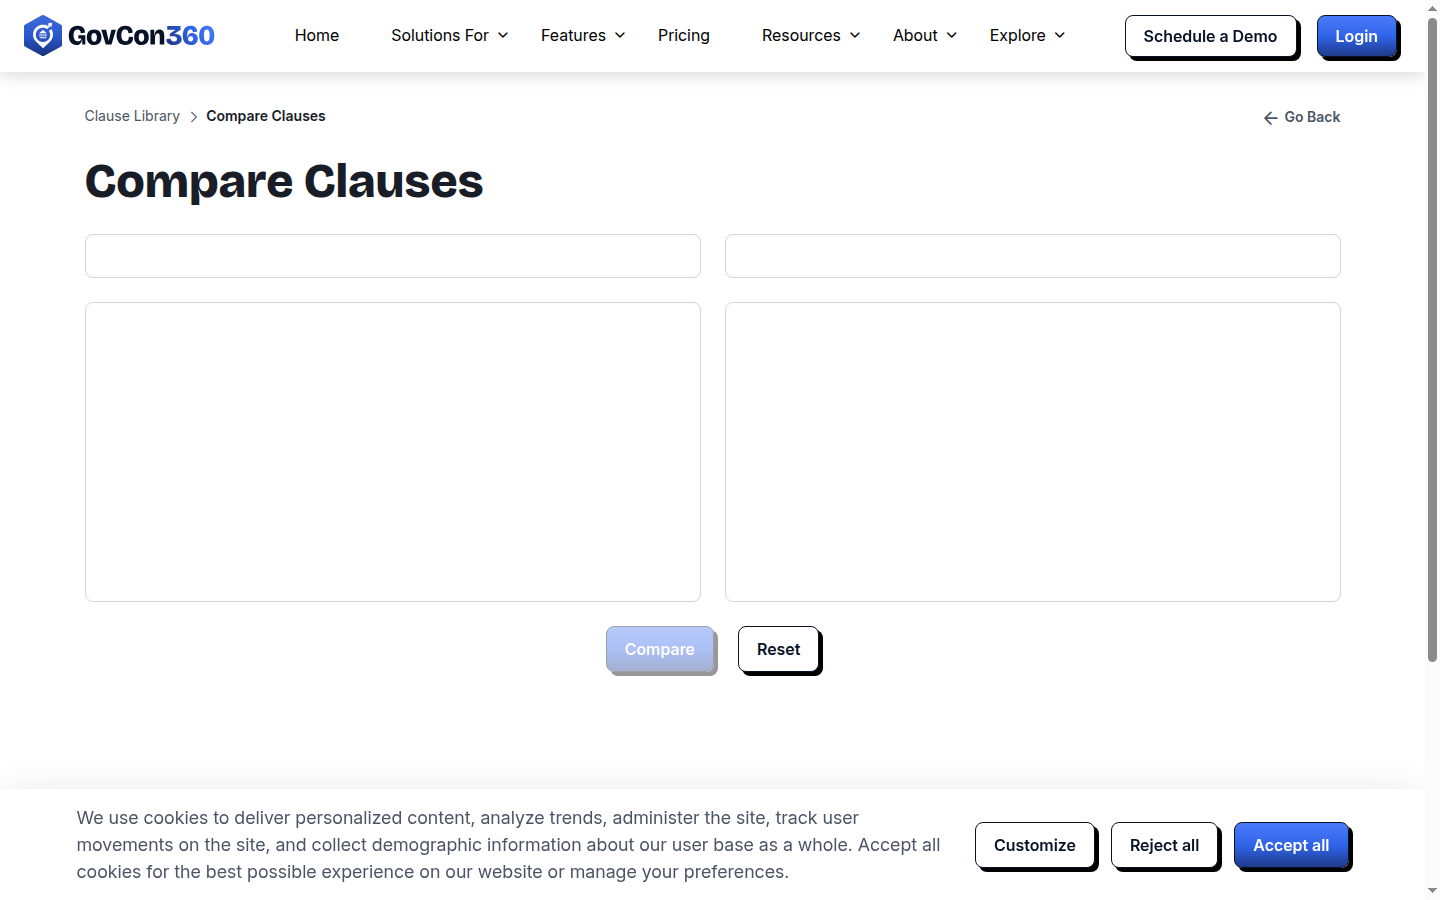 GovCon360
Home
Solutions For
Features
Pricing
Resources
About
Explore
Schedule a Demo
Login
Clause Library
Compare Clauses
Go Back
Compare Clauses
Compare
Reset
We use cookies to deliver personalized content, analyze trends, administer the site, track user
movements on the site, and collect demographic information about our user base as a whole. Accept all
cookies for the best possible experience on our website or manage your preferences.
Customize
Reject all
Accept all